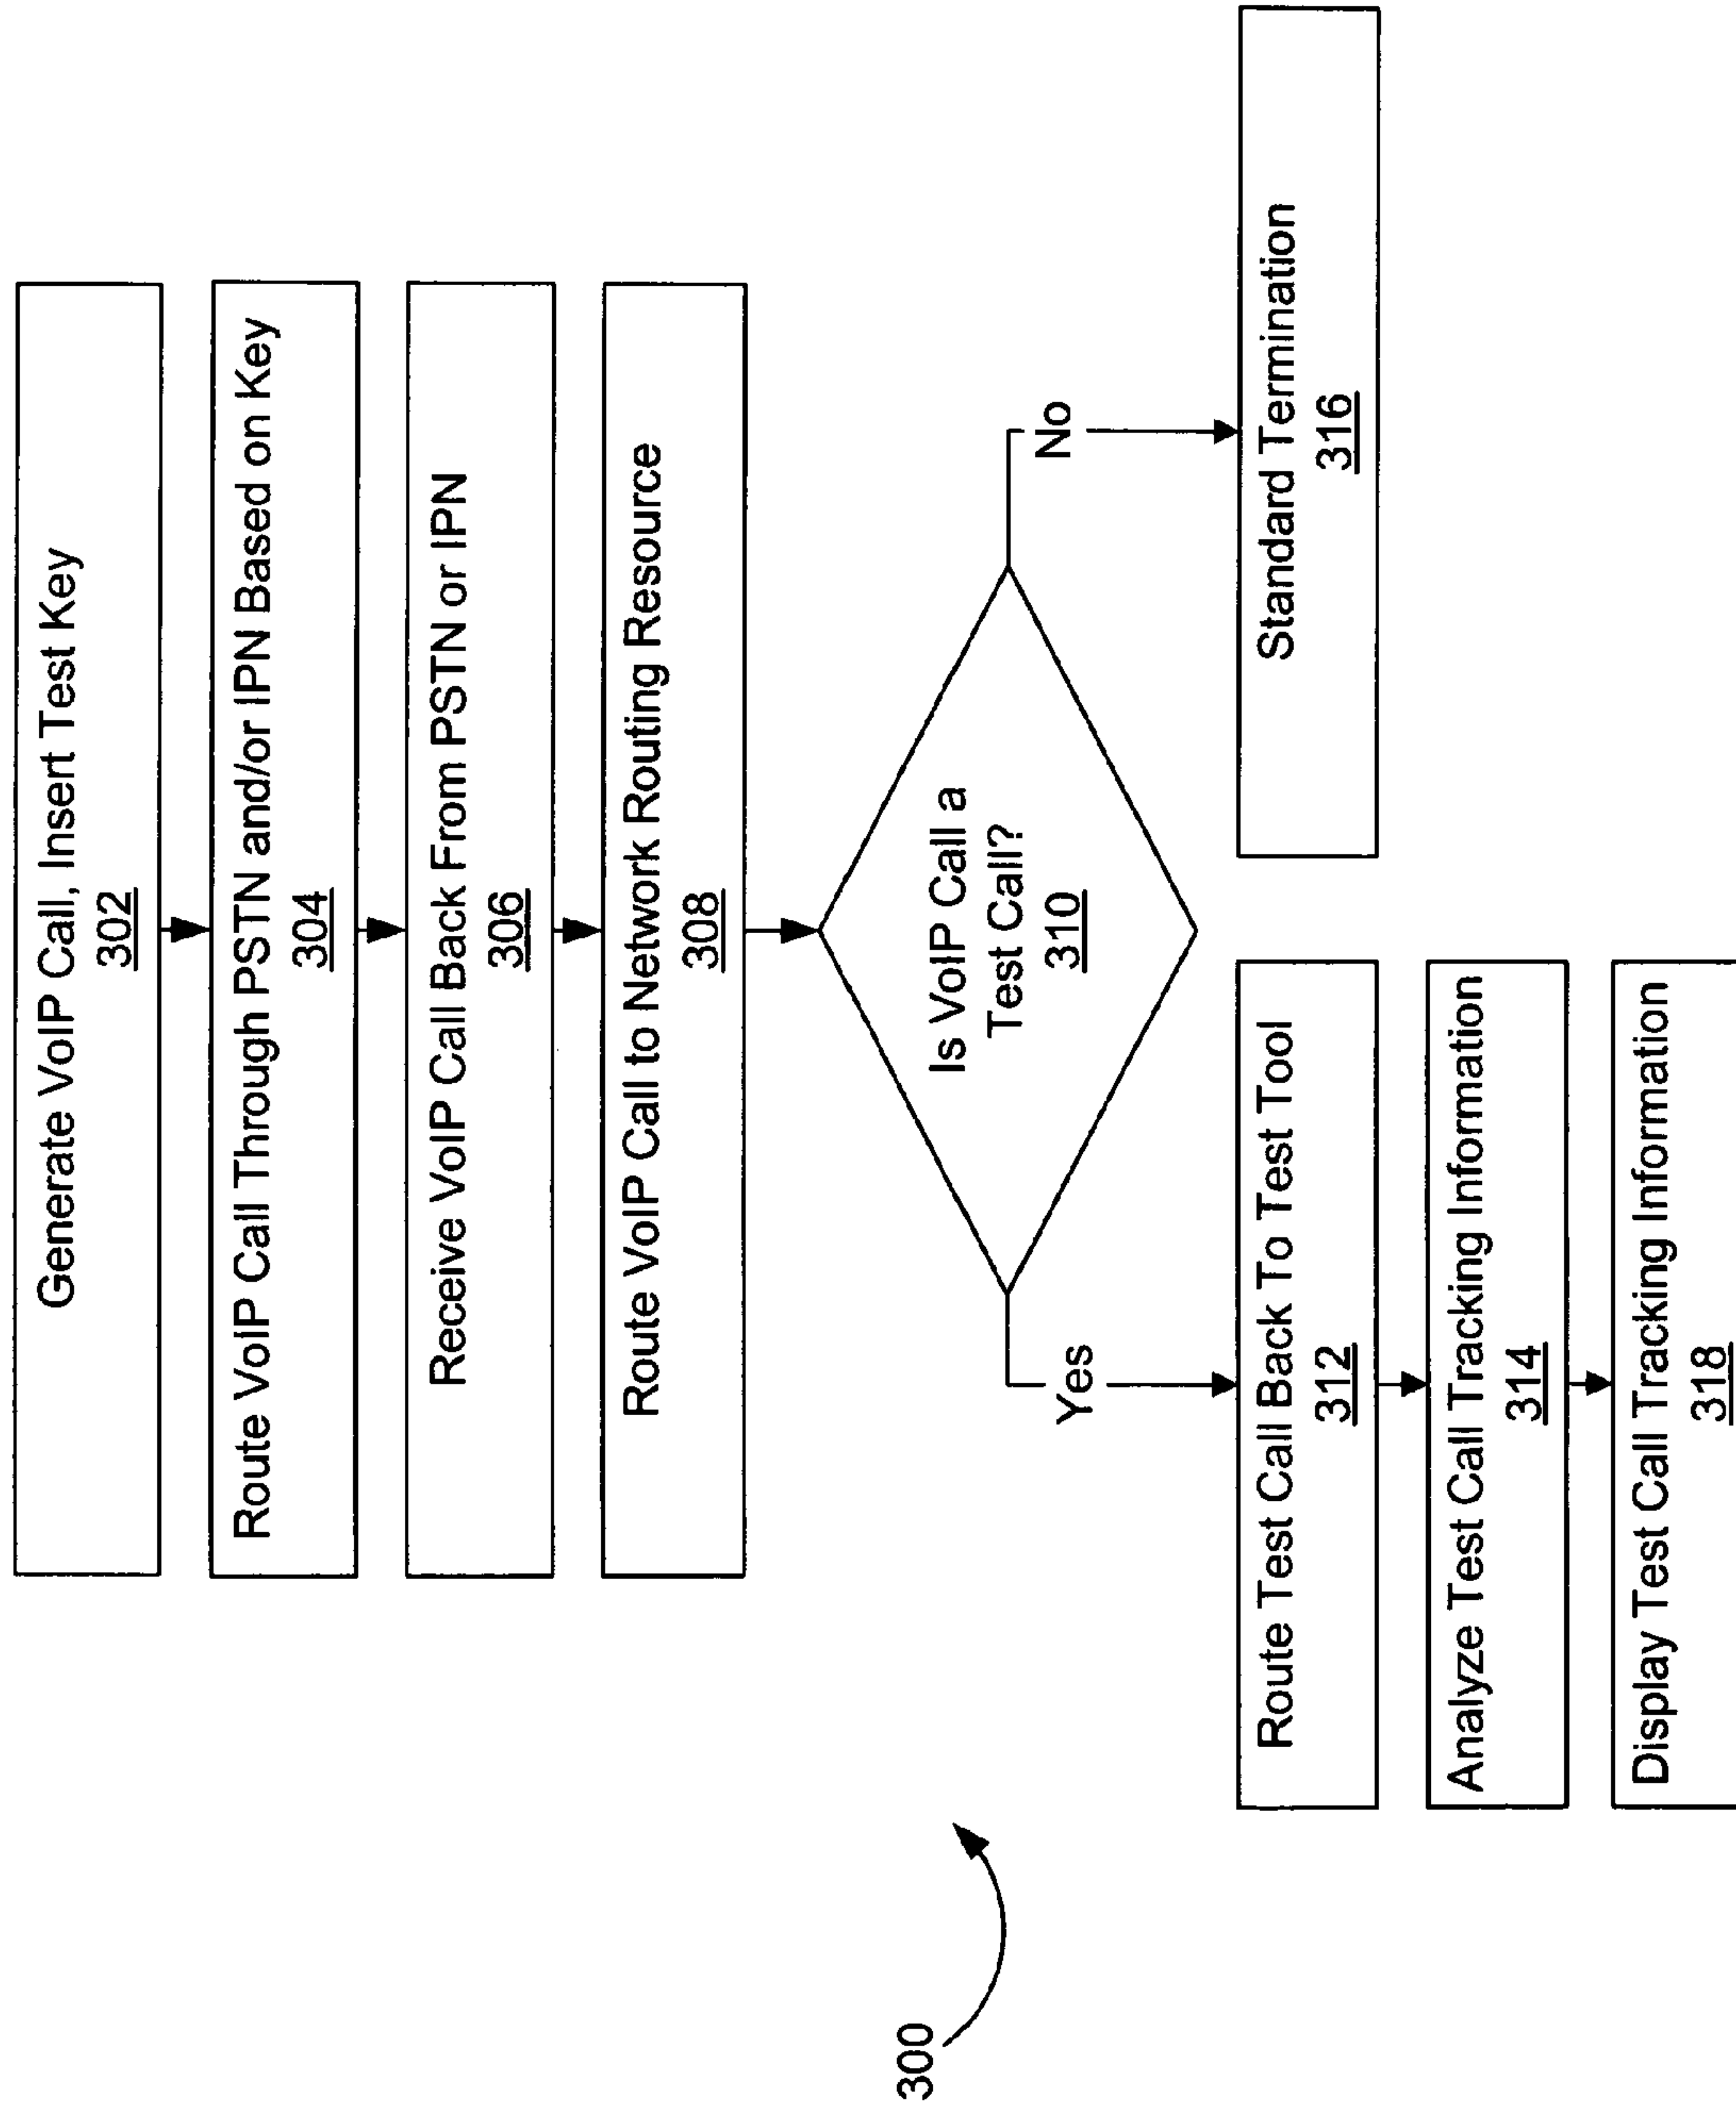 Generate VoIP Call, Insert Test Key
302
Route VoIP Call Through PSTN and/or IPN Based on Key
304
Receive VoIP Call Back From PSTN or IPN
306
Route VoIP Call to Network Routing Resource
308
Is VoIP Call a
Test Call?
310
Yes
No
Route Test Call Back To Test Tool
312
Standard Termination
316
Analyze Test Call Tracking Information
314
Display Test Call Tracking Information
318
300